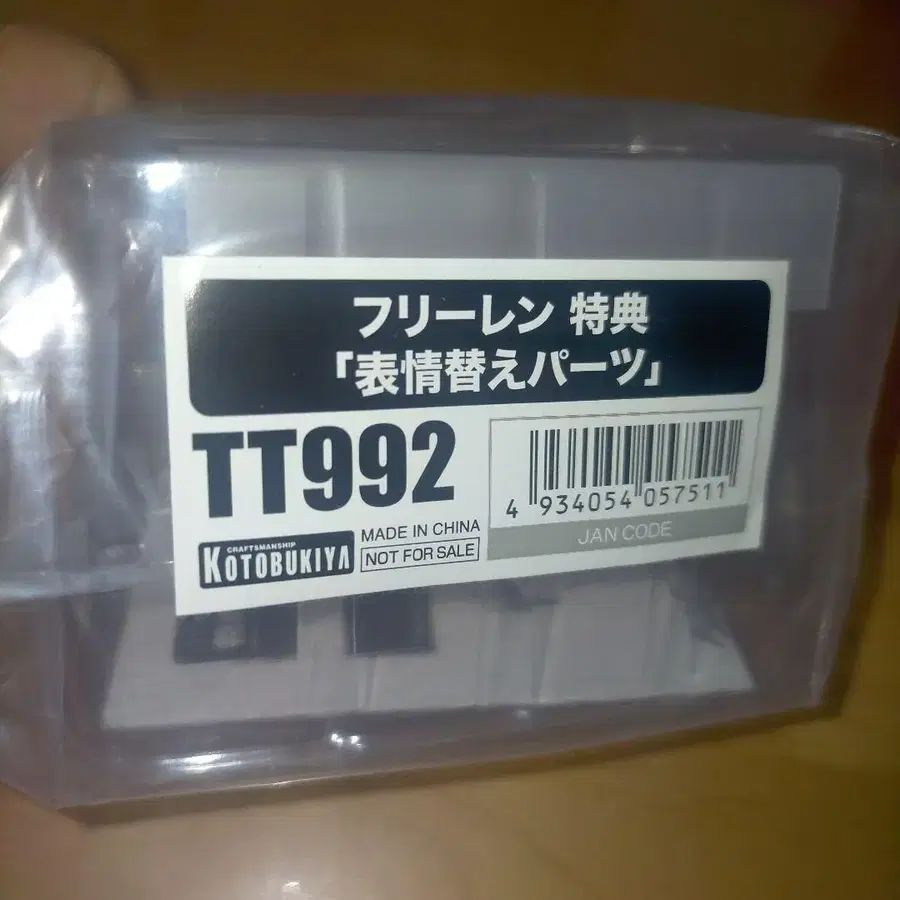 フリーレン 特典
「表情替えパーツ」
TT992
4 934054 057511
JAN CODE
CRAFTSMANSHIP
KOTOBUKIYA
MADE IN CHINA
NOT FOR SALE